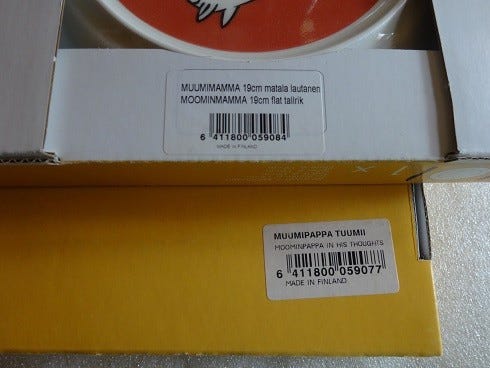 MUUMIMAMMA 19cm matala lautanen
MOOMINMAMMA 19cm flat tallrik
6 411800 059084
MADE IN FINLAND
MUUMIPAPPA TUUMII
MOOMINPAPPA IN HIS THOUGHTS
6 411800 059077
MADE IN FINLAND